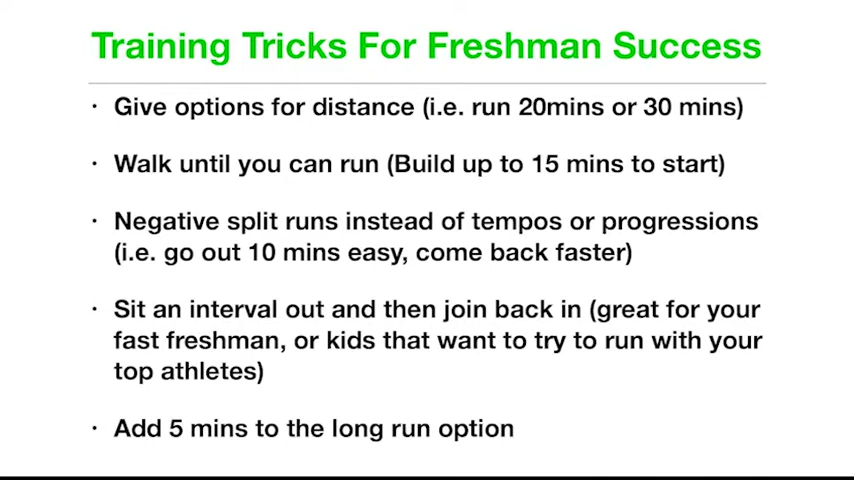 Training Tricks For Freshman Success
· Give options for distance (i.e. run 20mins or 30 mins)
· Walk until you can run (Build up to 15 mins to start)
· Negative split runs instead of tempos or progressions
(i.e. go out 10 mins easy, come back faster)
· Sit an interval out and then join back in (great for your
fast freshman, or kids that want to try to run with your
top athletes)
· Add 5 mins to the long run option